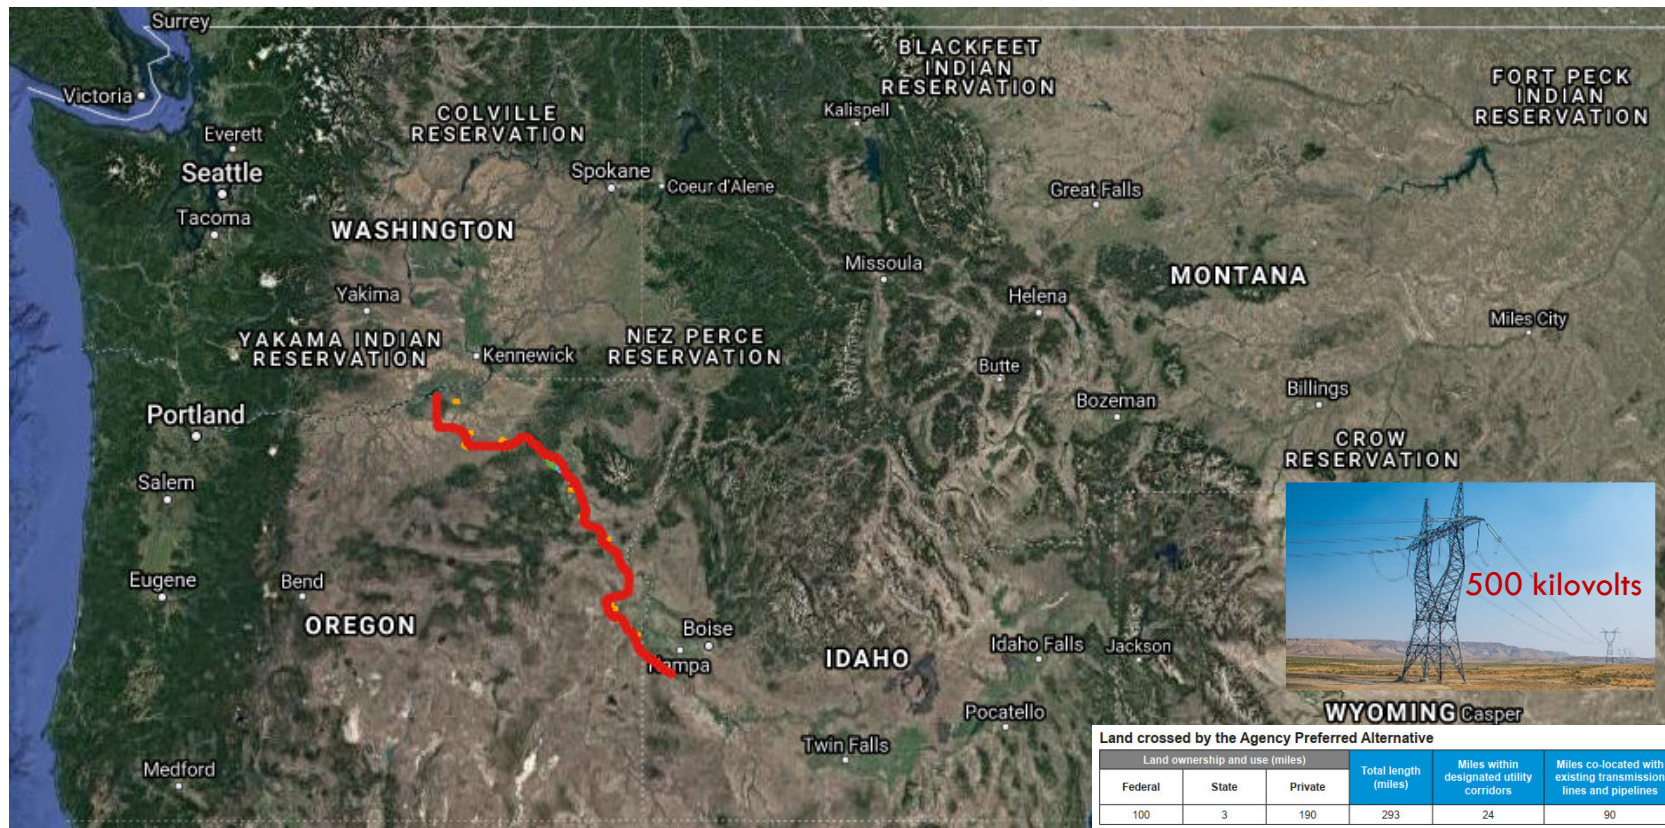 Surrey
BLACKFEET
INDIAN
RESERVATION
FORT PECK
INDIAN
RESERVATION
Victoria
COLVILLE
RESERVATION
Kalispell
Everett
Seattle
Spokane
Coeur d'Alene
Great Falls
Tacoma
WASHINGTON
Missoula
MONTANA
Yakima
Helena
Miles City
YAKAMA INDIAN
RESERVATION
Kennewick
NEZ PERCE
RESERVATION
Butte
Billings
Portland
Bozeman
CROW
RESERVATION
Salem
Eugene
Bend
500 kilovolts
OREGON
Boise
Nampa
IDAHO
Idaho Falls
Jackson
Pocatello
WYOMING
Casper
Twin Falls
Medford
Land crossed by the Agency Preferred Alternative
Land ownership and use (miles)
Total length
(miles)
Miles within
designated utility
corridors
Miles co-located with
existing transmission
lines and pipelines
Federal State Private
100 3 190 293 24 90